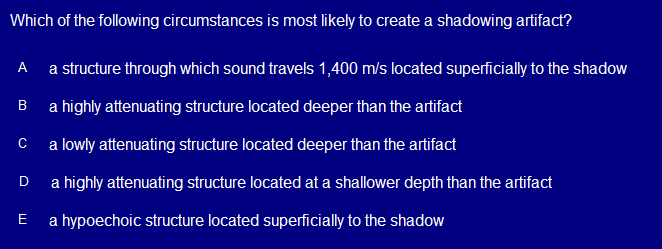 Which of the following circumstances is most likely to create a shadowing artifact?
A a structure through which sound travels 1,400 m/s located superficially to the shadow
B a highly attenuating structure located deeper than the artifact
C a lowly attenuating structure located deeper than the artifact
D a highly attenuating structure located at a shallower depth than the artifact
E a hypoechoic structure located superficially to the shadow